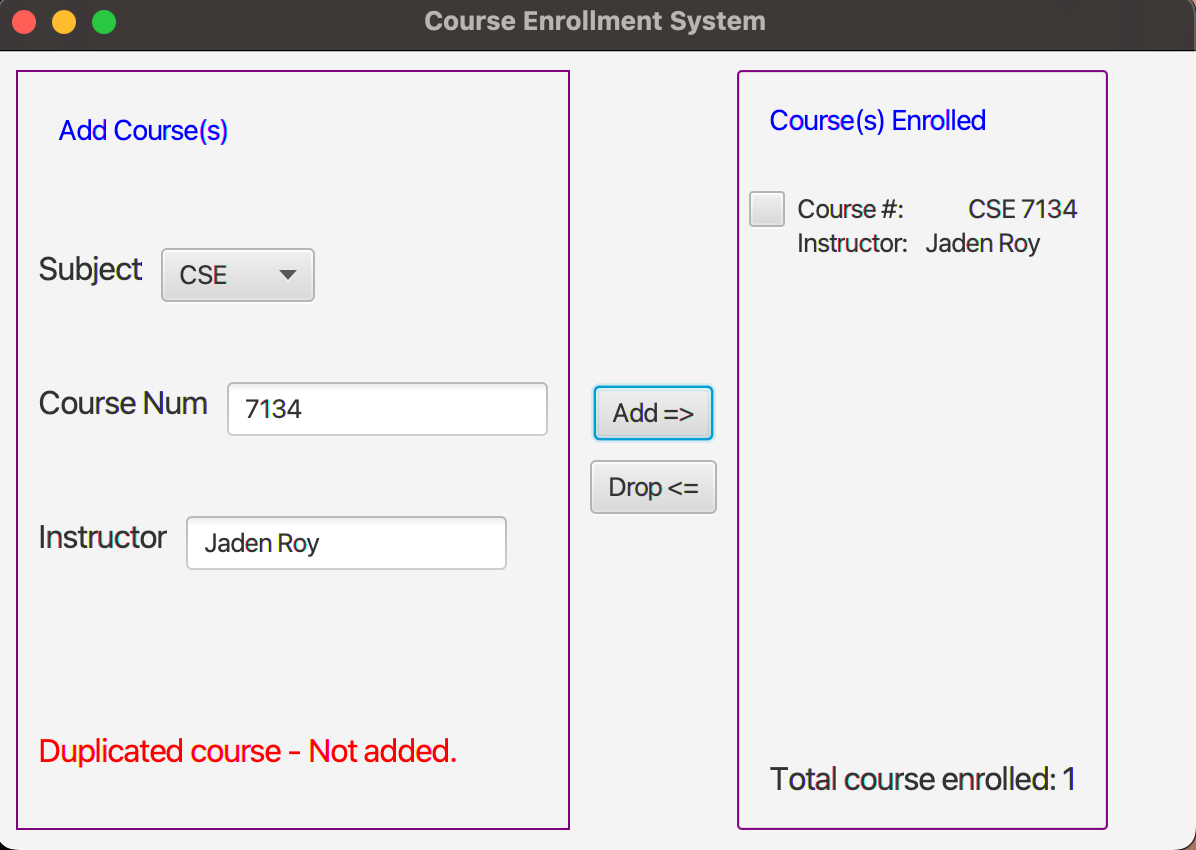 Course Enrollment System
Add Course(s)
Subject CSE
Course Num 7134
Instructor Jaden Roy
Duplicated course - Not added.
Add =>
Drop <=
Course(s) Enrolled
Course #: CSE 7134
Instructor: Jaden Roy
Total course enrolled: 1